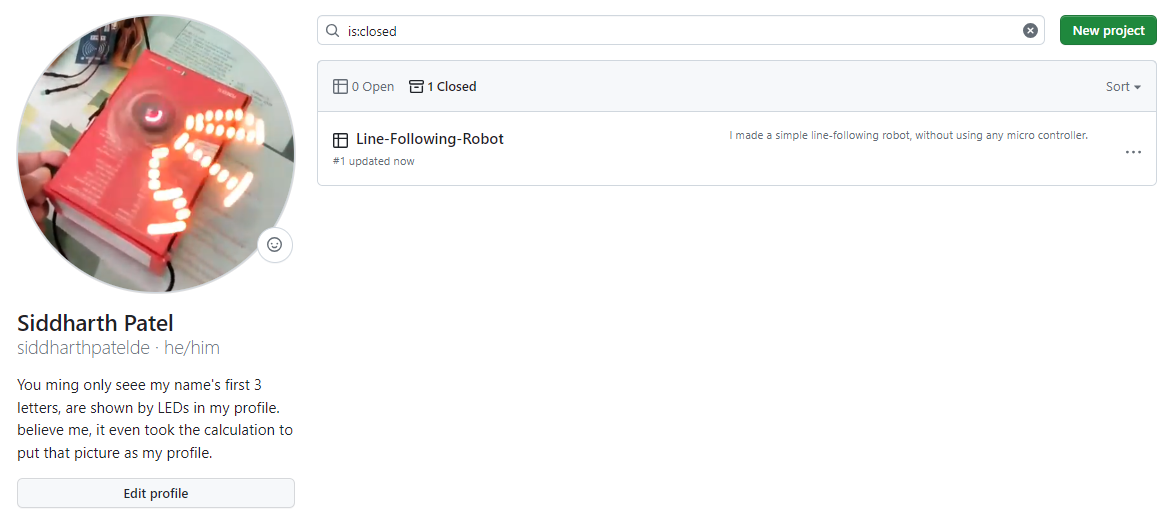 is:closed
New project
0 Open
1 Closed
Sort
Line-Following-Robot
I made a simple line-following robot, without using any micro controller.
#1 updated now
Siddharth Patel
siddharthpatelde · he/him
You ming only seee my name's first 3
letters, are shown by LEDs in my profile.
believe me, it even took the calculation to
put that picture as my profile.
Edit profile